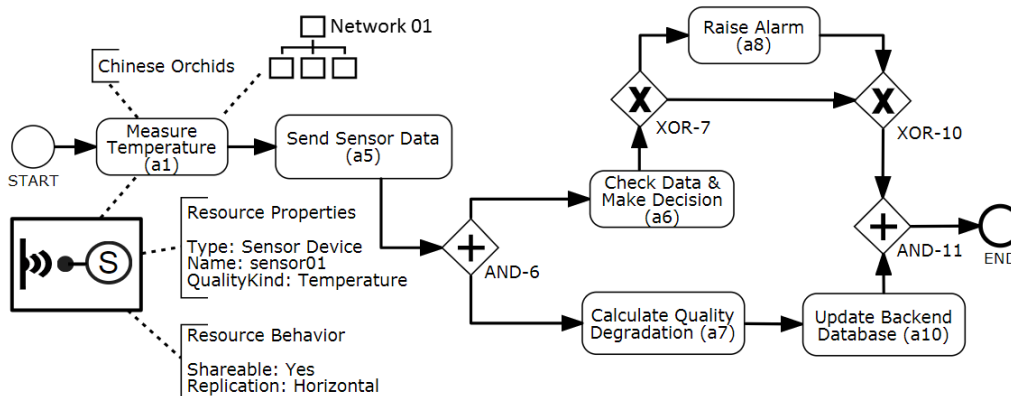 Network 01
Chinese Orchids
Measure
Temperature
(a1)
START
Send Sensor Data
(a5)
Raise Alarm
(a8)
X
XOR-7
X
XOR-10
Check Data &
Make Decision
(a6)
AND-6
AND-11
END
Calculate Quality
Degradation (a7)
Update Backend
Database (a10)
S
Resource Properties
Type: Sensor Device
Name: sensor01
QualityKind: Temperature
Resource Behavior
Shareable: Yes
Replication: Horizontal